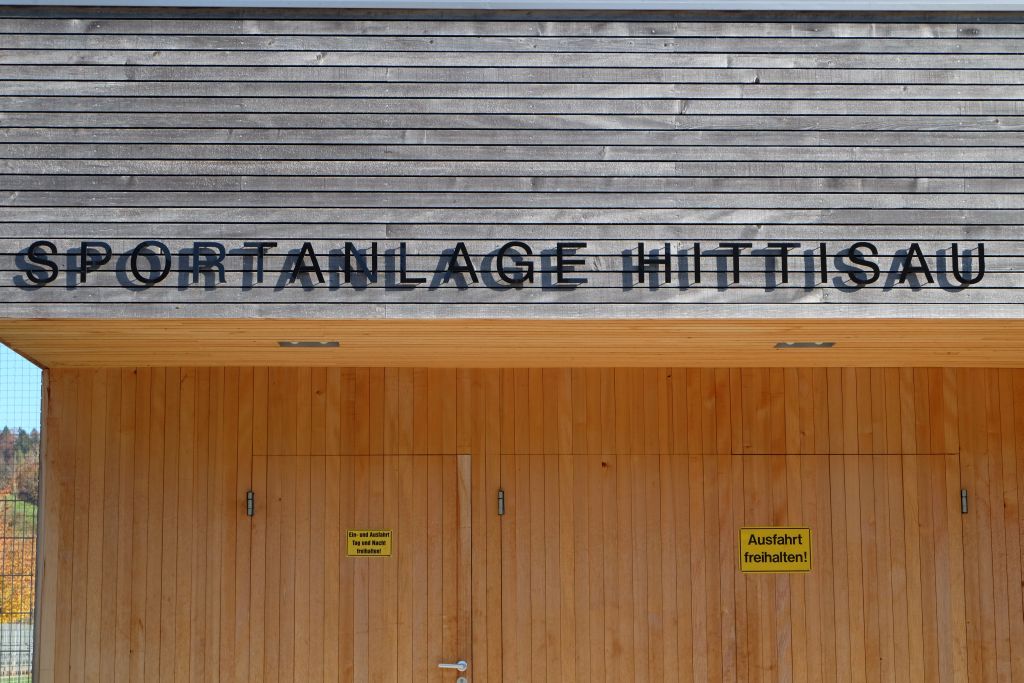 SPORTANLAGE HITTISAU
Ein- und Ausfahrt
Tag und Nacht
freihalten!
Ausfahrt
freihalten!